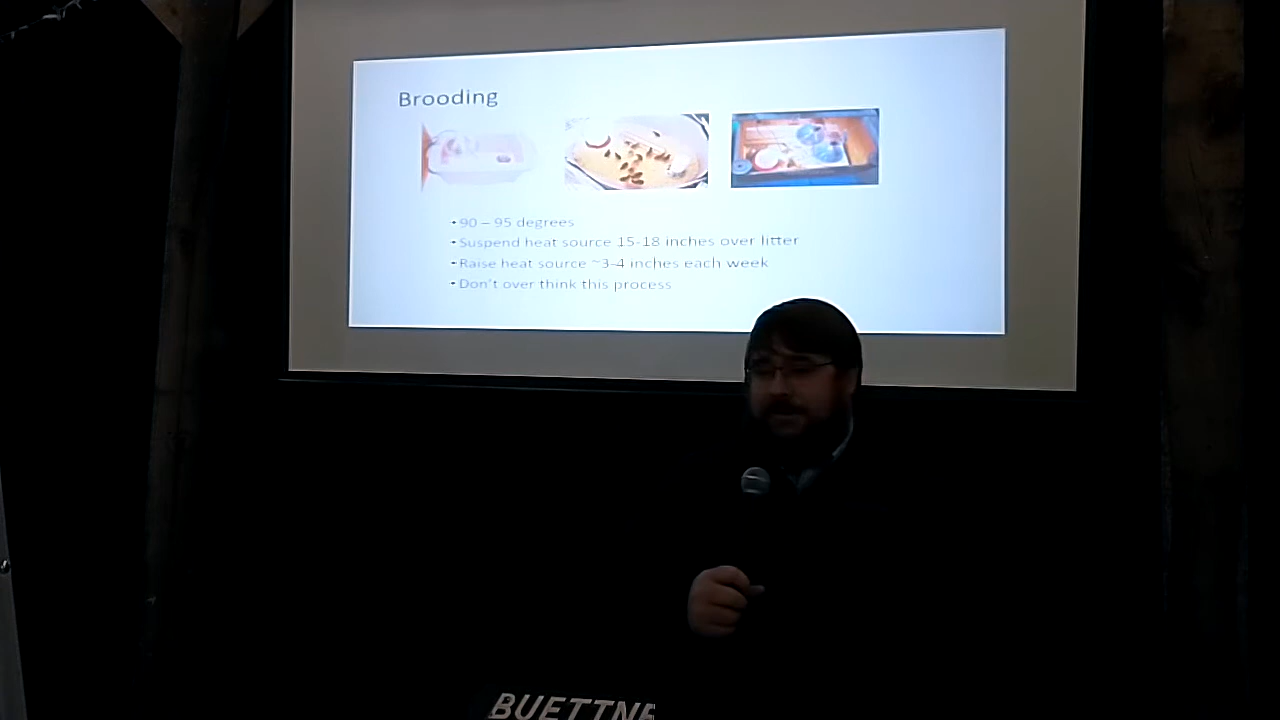 Brooding
• 90 – 95 degrees
• Suspend heat source 15-18 inches over litter
• Raise heat source ~3-4 inches each week
• Don't over think this process
BUETTNE